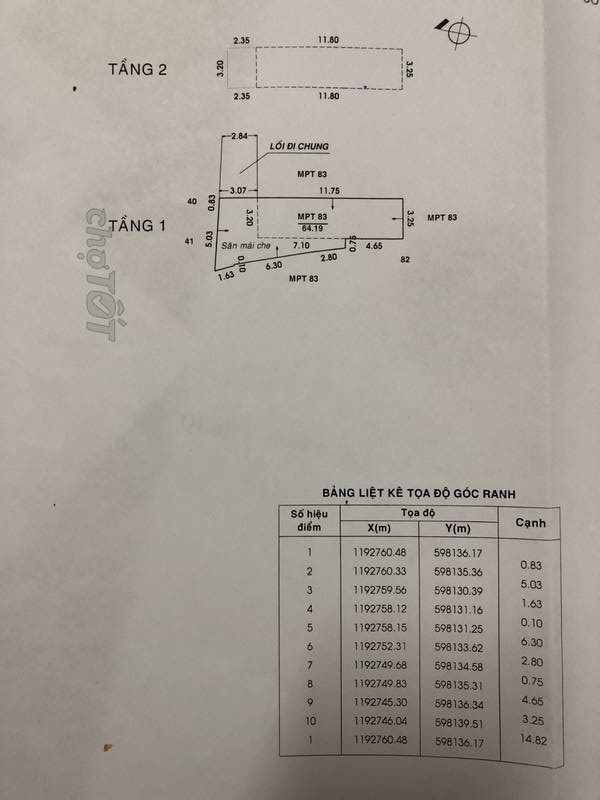 2.35 11.80
TẦNG 2
3.20
3.25
2.35 11.80
2.84
LỐI ĐI CHUNG
MPT 83
3.07 11.75
40
0.83
TẦNG 1
3.20
MPT 83
64.19
3.25
MPT 83
41
5.03
Sân mái che
7.10
0.75
4.65
1.63
0.10
6.30
2.80
82
MPT 83
chợTỐT
BẢNG LIỆT KÊ TỌA ĐỘ GÓC RANH
Số hiệu điểm Tọa độ Cạnh
X(m) Y(m)
1 1192760.48 598136.17
0.83
2 1192760.33 598135.36
5.03
3 1192759.56 598130.39
1.63
4 1192758.12 598131.16
0.10
5 1192758.15 598131.25
6.30
6 1192752.31 598133.62
2.80
7 1192749.68 598134.58
0.75
8 1192749.83 598135.31
4.65
9 1192745.30 598136.34
3.25
10 1192746.04 598139.51
14.82
1 1192760.48 598136.17